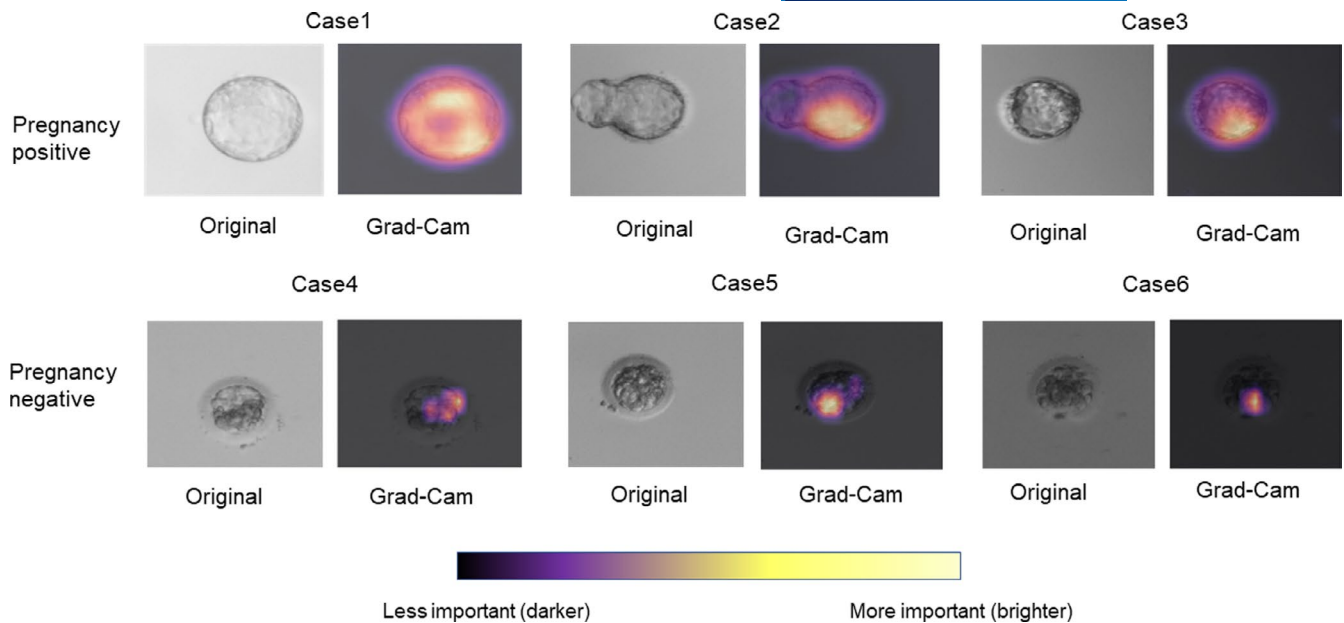 Case1
Case2
Case3
Pregnancy
positive
Original
Grad-Cam
Original
Grad-Cam
Original
Grad-Cam
Case4
Case5
Case6
Pregnancy
negative
Original
Grad-Cam
Original
Grad-Cam
Original
Grad-Cam
Less important (darker)
More important (brighter)